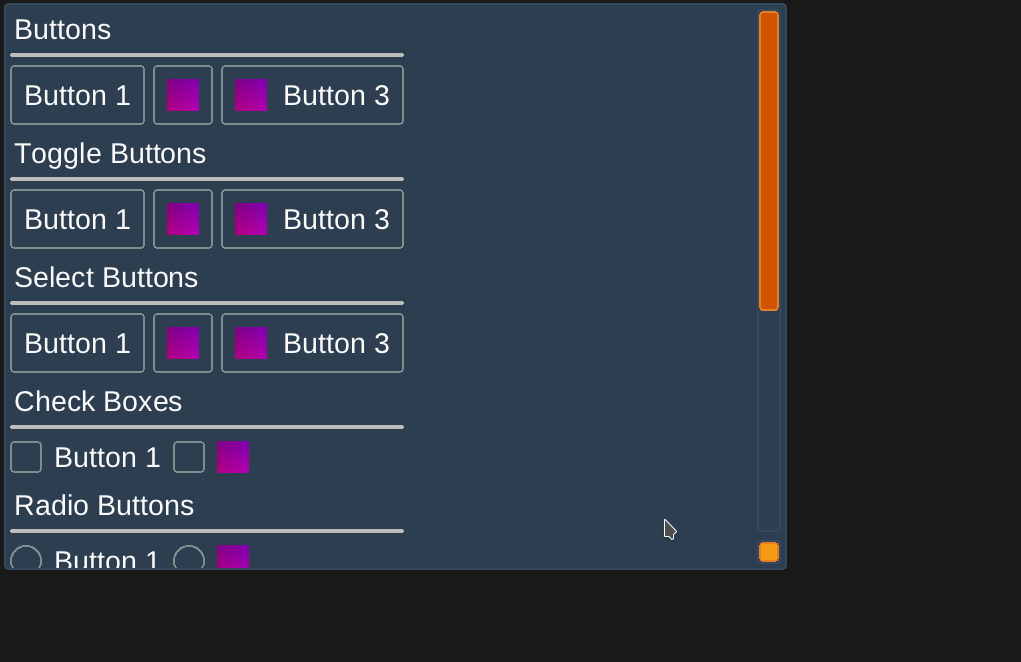 Buttons
Button 1 Button 3
Toggle Buttons
Button 1 Button 3
Select Buttons
Button 1 Button 3
Check Boxes
Button 1
Radio Buttons
Button 1